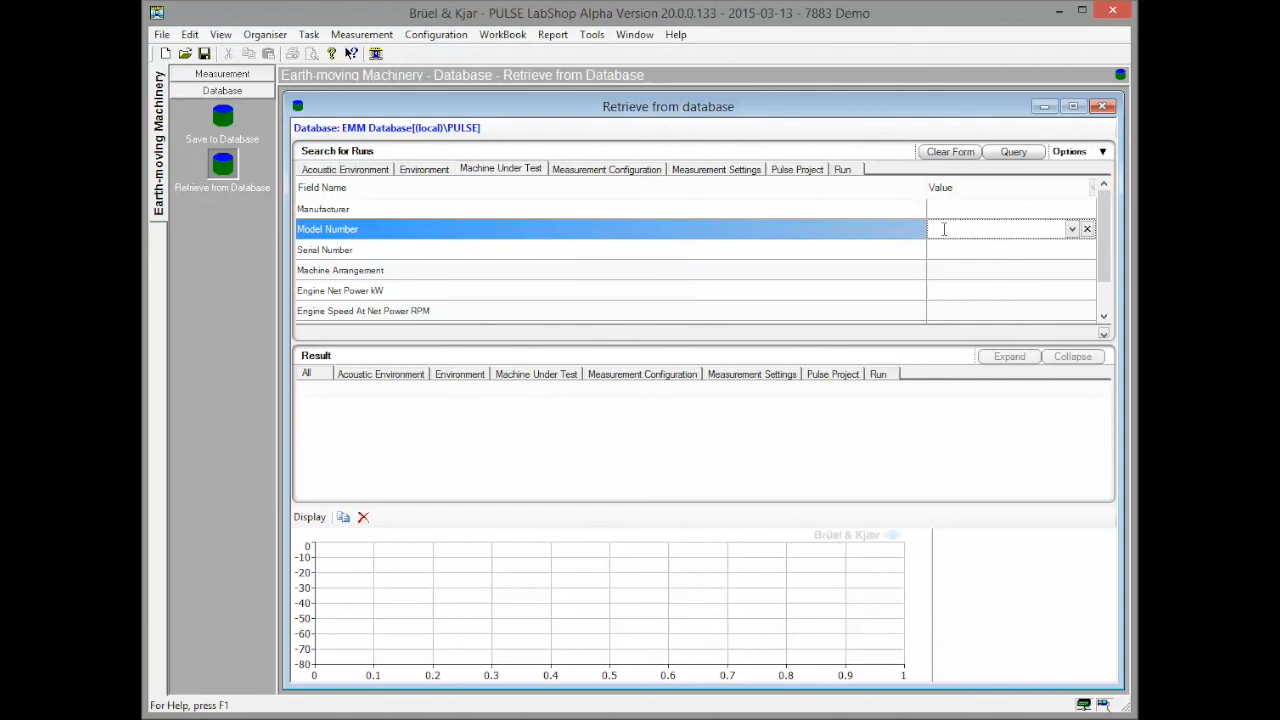 Brüel & Kjær - PULSE LabShop Alpha Version 20.0.0.133 - 2015-03-13 - 7883 Demo
File Edit View Organiser Task Measurement Configuration WorkBook Report Tools Window Help
Earth-moving Machinery
Measurement
Database
Save to Database
Retrieve from Database
Earth-moving Machinery - Database - Retrieve from Database
Retrieve from database
Database: EMM Database[(local)\PULSE]
Search for Runs Clear Form Query Options
Acoustic Environment Environment Machine Under Test Measurement Configuration Measurement Settings Pulse Project Run
Field Name Value
Manufacturer
Model Number
Serial Number
Machine Arrangement
Engine Net Power kW
Engine Speed At Net Power RPM
Result Expand Collapse
All Acoustic Environment Environment Machine Under Test Measurement Configuration Measurement Settings Pulse Project Run
Display
Brüel & Kjær
0
-10
-20
-30
-40
-50
-60
-70
-80
0 0.1 0.2 0.3 0.4 0.5 0.6 0.7 0.8 0.9 1
For Help, press F1